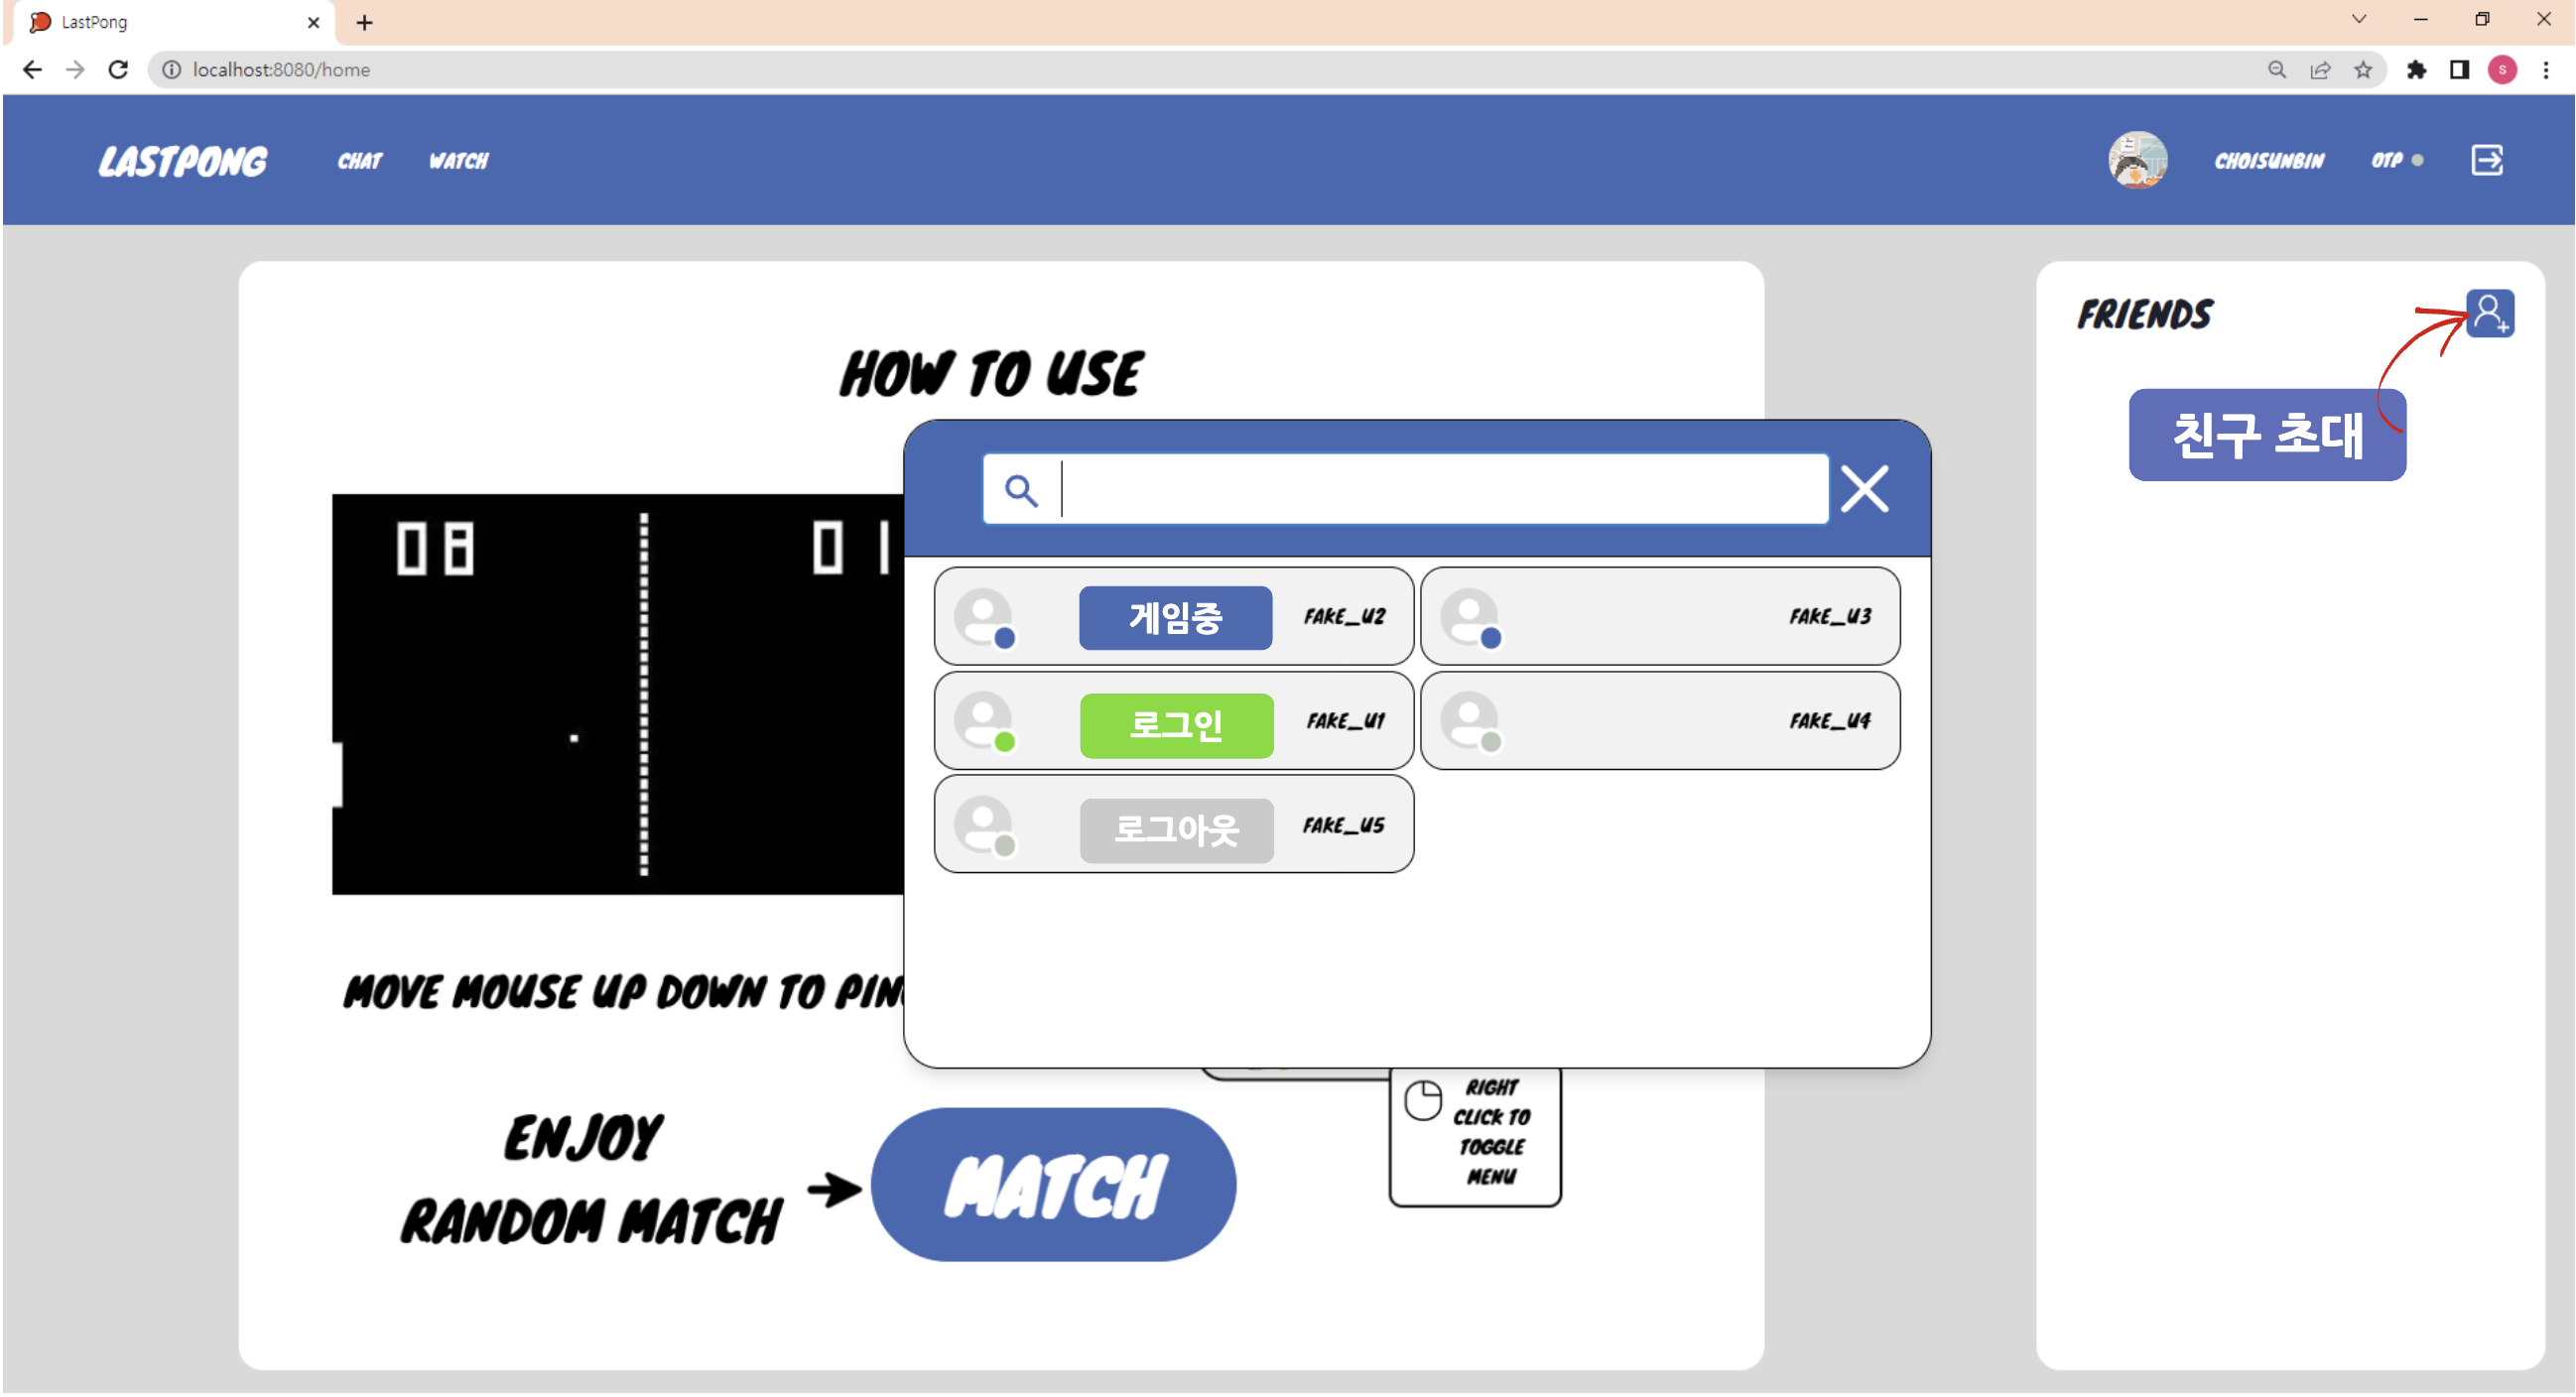 LastPong
localhost:8080/home
S
LASTPONG CHAT WATCH CHOISUNBIN OTP
HOW TO USE
08 01
MOVE MOUSE UP DOWN TO
ENJOY
RANDOM MATCH
MATCH
RIGHT
CLICK TO
TOGGLE
MENU
게임중 FAKE_U2 FAKE_U3
로그인 FAKE_U1 FAKE_U4
로그아웃 FAKE_U5
FRIENDS
친구 초대